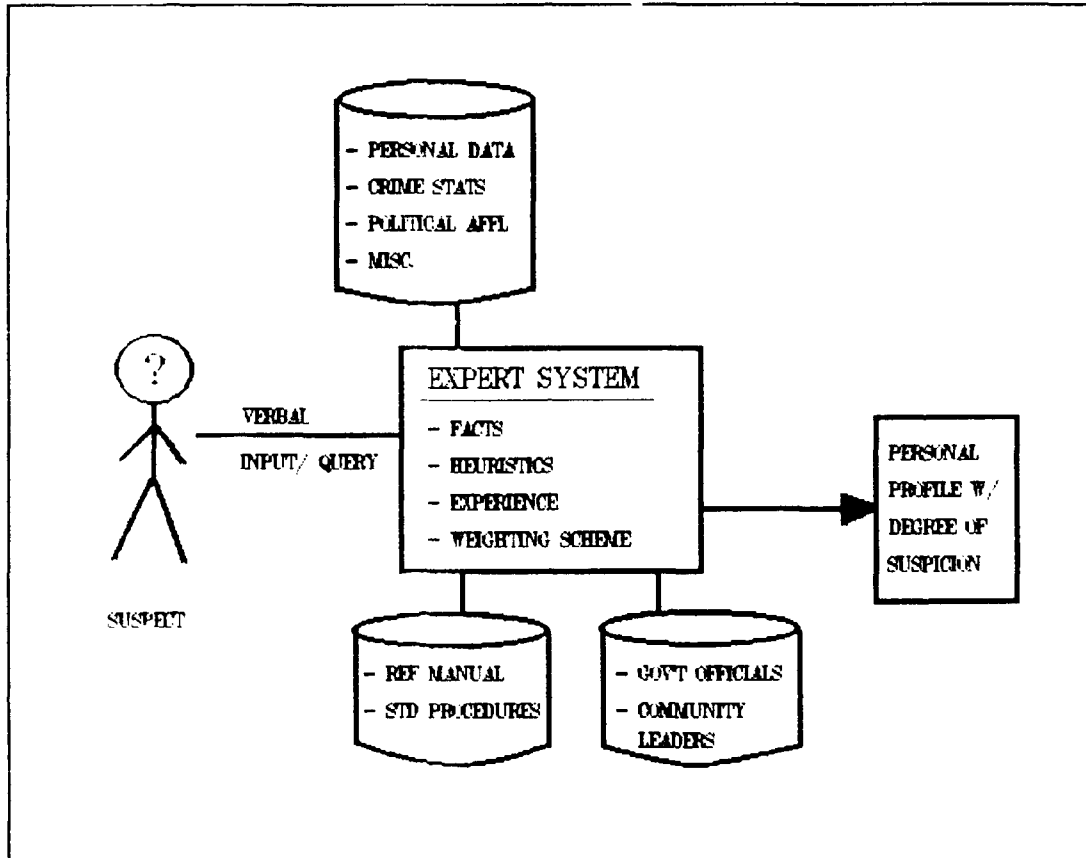 - PERSONAL DATA
- CRIME STATS
- POLITICAL AFFL
- MISC.
?
SUSPECT
VERBAL
INPUT/ QUERY
EXPERT SYSTEM
- FACTS
- HEURISTICS
- EXPERIENCE
- WEIGHTING SCHEME
PERSONAL
PROFILE W/
DEGREE OF
SUSPICION
- REF MANUAL
- STD PROCEDURES
- GOV'T OFFICIALS
- COMMUNITY
LEADERS